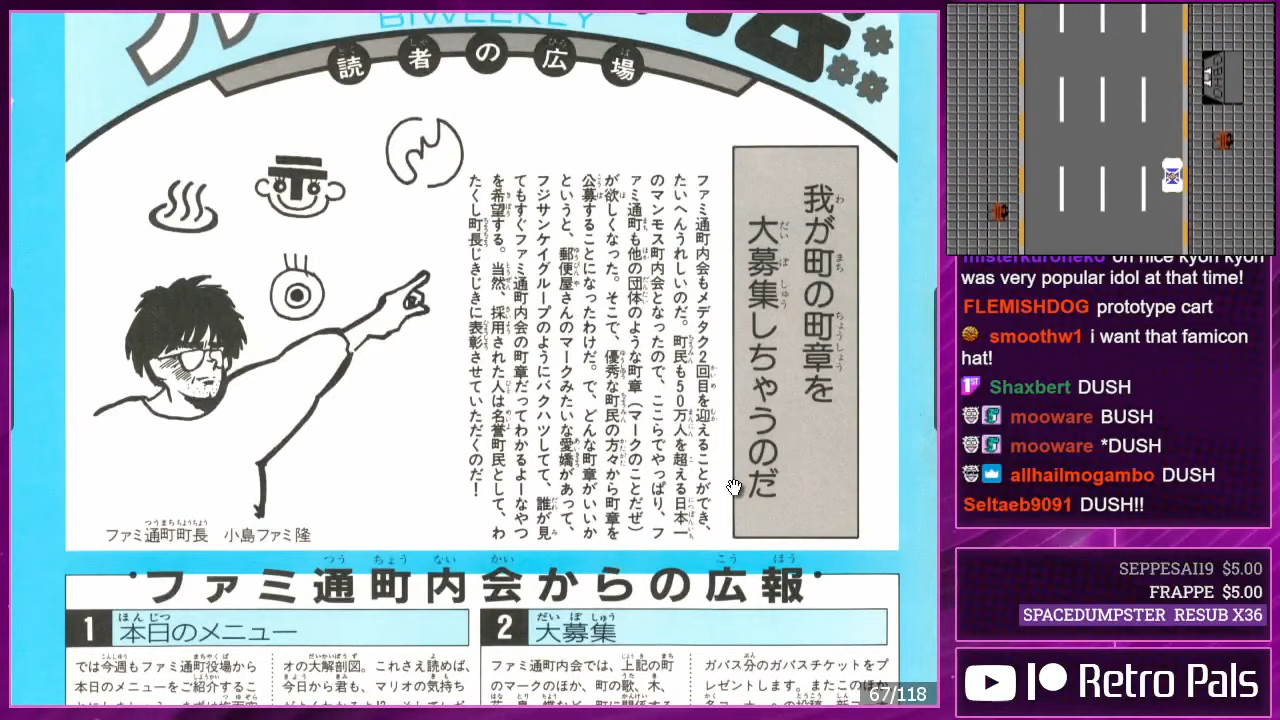 BIWEEKLY
読者の広場
我が町の町章を
大募集しちゃうのだ
ファミ通町内会もメデタク2回目を迎えることができ、
たいへんうれしいのだ。町民も50万人を超える日本一
のマンモス町内会となったので、ここらでやっぱり、フ
ァミ通町も他の団体のような町章(マークのことだぜ)
が欲しくなった。そこで、優秀な町民の方々から町章を
公募することになったわけだ。で、どんな町章がいいか
というと、郵便屋さんのマークみたいな愛嬌があって、
フジサンケイグループのようにバクハツしてて、誰が見
てもすぐファミ通町内会の町章だってわかるよーなやつ
を希望する。当然、採用された人は名誉町民として、わ
たくし町長じきじきに表彰させていただくのだ！
ファミ通町町長 小島ファミ隆
ファミ通町内会からの広報
1 本日のメニュー
では今週もファミ通町役場から
本日のメニューをご紹介するこ
オの大解剖図。これさえ読めば、
今日から君も、マリオの気持ち
2 大募集
ファミ通町内会では、上記の町
のマークのほか、町の歌、木、
ガバス分のガバスチケットをプ
レゼントします。またこのほか
67/118
was very popular idol at that time!
FLEMISHDOG prototype cart
smoothw1 i want that famicon
hat!
Shaxbert DUSH
mooware BUSH
mooware *DUSH
allhailmogambo DUSH
Seltaeb9091 DUSH!!
SEPPESAI19 $5.00
FRAPPE $5.00
SPACEDUMPSTER RESUB X36
Retro Pals